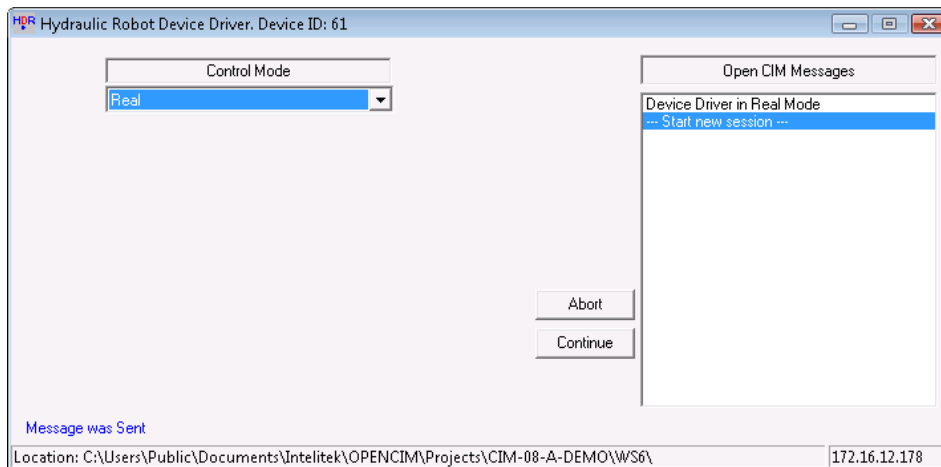 HDR Hydraulic Robot Device Driver. Device ID: 61
Control Mode
Real
Open CIM Messages
Device Driver in Real Mode
--- Start new session ---
Abort
Continue
Message was Sent
Location: C:\Users\Public\Documents\Intelitek\OPENCIM\Projects\CIM-08-A-DEMO\WS6\
172.16.12.178